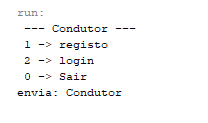 run:
--- Condutor ---
1 -> registo
2 -> login
0 -> Sair
envia: Condutor